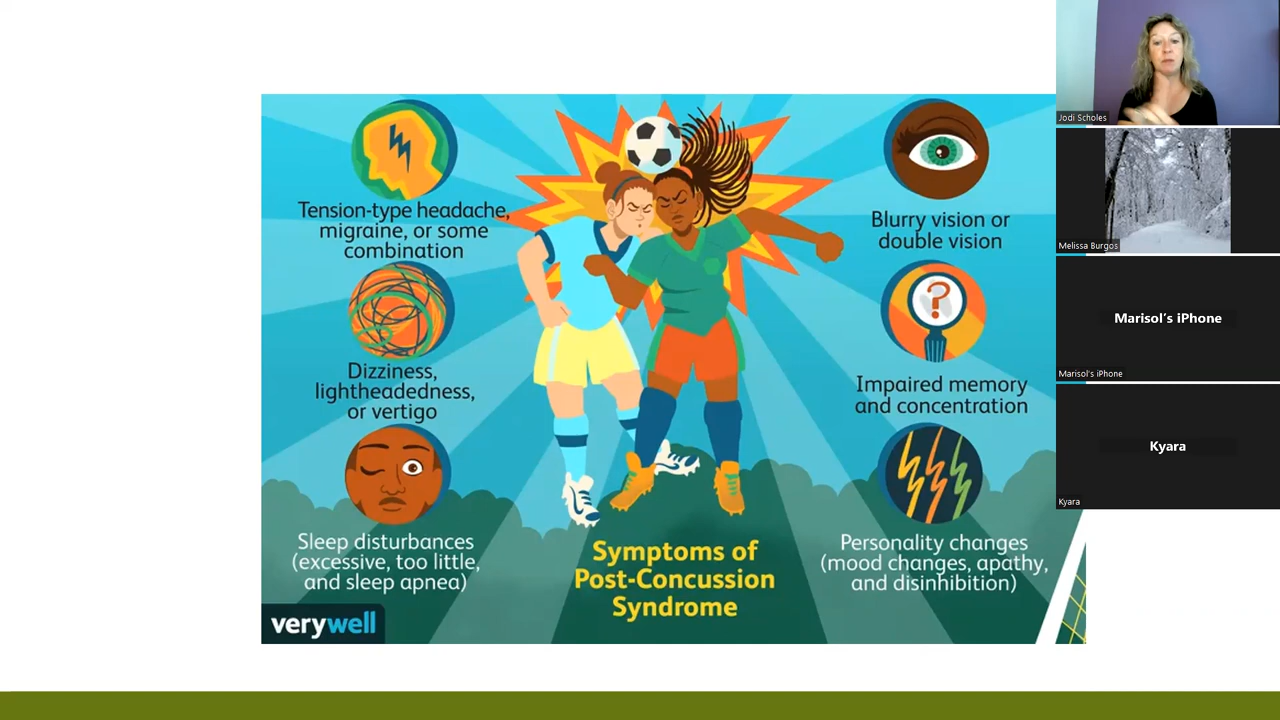 Tension-type headache,
migraine, or some
combination
Dizziness,
lightheadedness,
or vertigo
Sleep disturbances
(excessive, too little,
and sleep apnea)
Symptoms of
Post-Concussion
Syndrome
Blurry vision or
double vision
?
Impaired memory
and concentration
Personality changes
(mood changes, apathy,
and disinhibition)
verywell
Jodi Scholes
Melissa Burgos
Marisol's iPhone
Marisol's iPhone
Kyara
Kyara